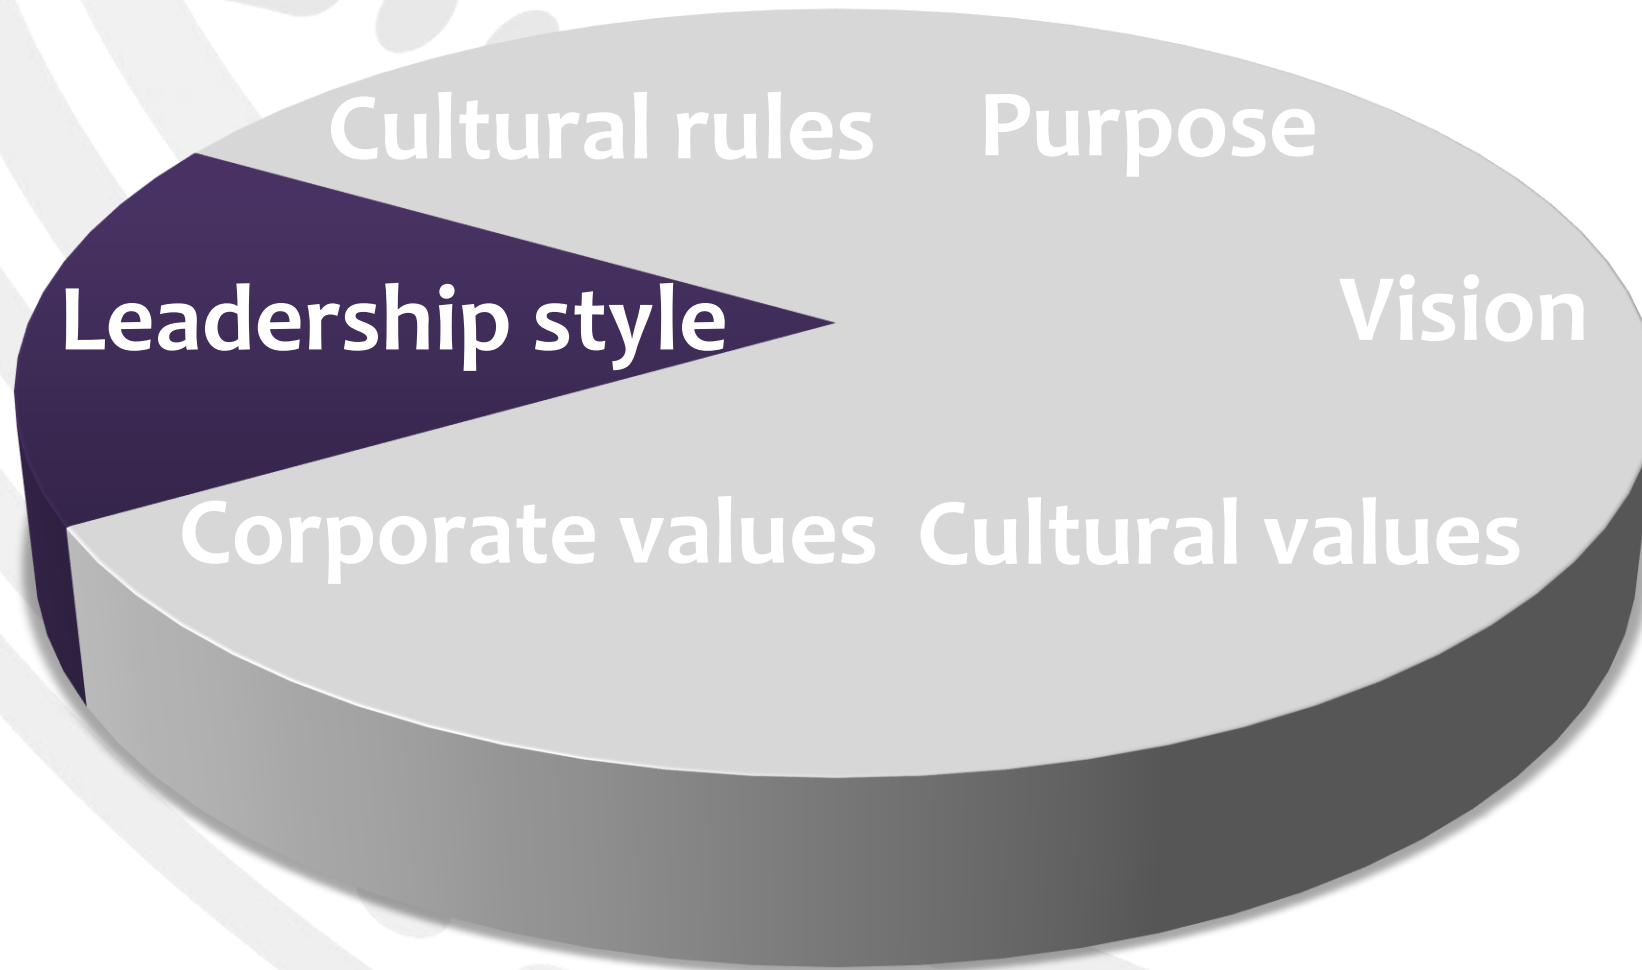 Cultural rules
Purpose
Leadership style
Vision
Corporate values
Cultural values